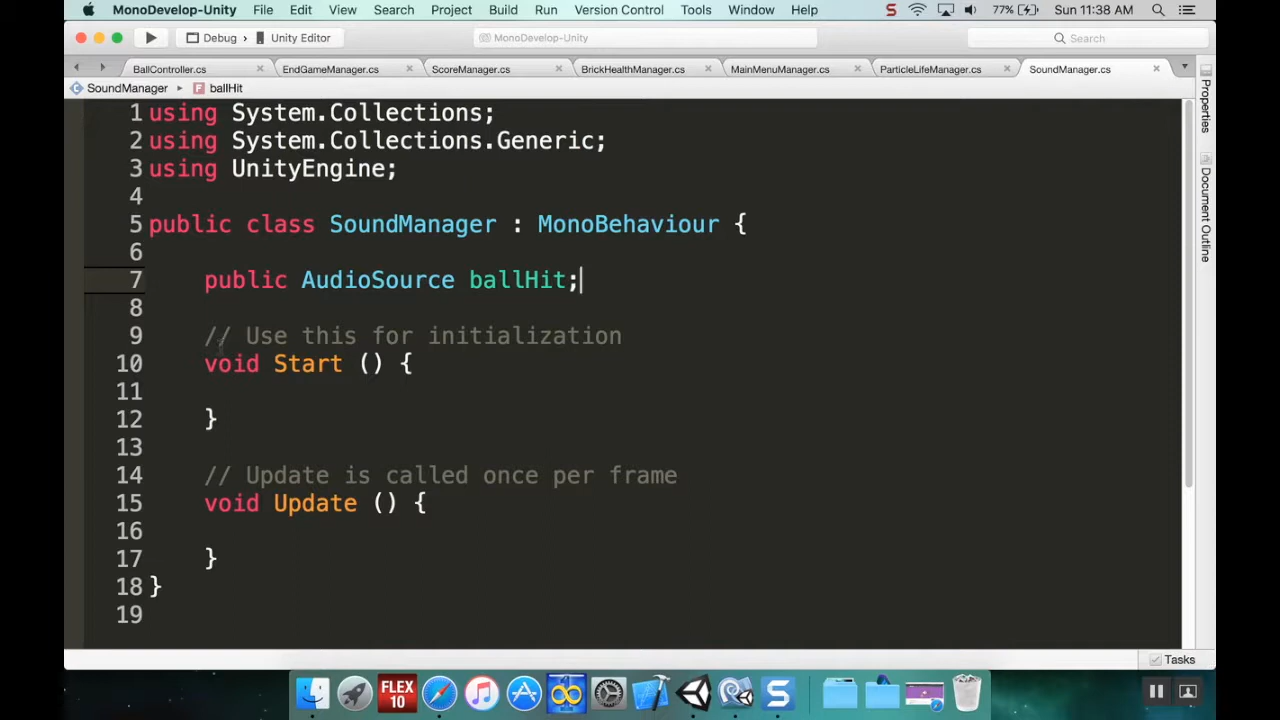 MonoDevelop-Unity File Edit View Search Project Build Run Version Control Tools Window Help S 77% Sun 11:38 AM
Debug › Unity Editor MonoDevelop-Unity Search
BallController.cs EndGameManager.cs ScoreManager.cs BrickHealthManager.cs MainMenuManager.cs ParticleLifeManager.cs SoundManager.cs
SoundManager ballHit
1 using System.Collections;
2 using System.Collections.Generic;
3 using UnityEngine;
4
5 public class SoundManager : MonoBehaviour {
6
7 public AudioSource ballHit;
8
9 // Use this for initialization
10 void Start () {
11
12 }
13
14 // Update is called once per frame
15 void Update () {
16
17 }
18 }
19
Properties
Document Outline
Tasks
FLEX
10
S